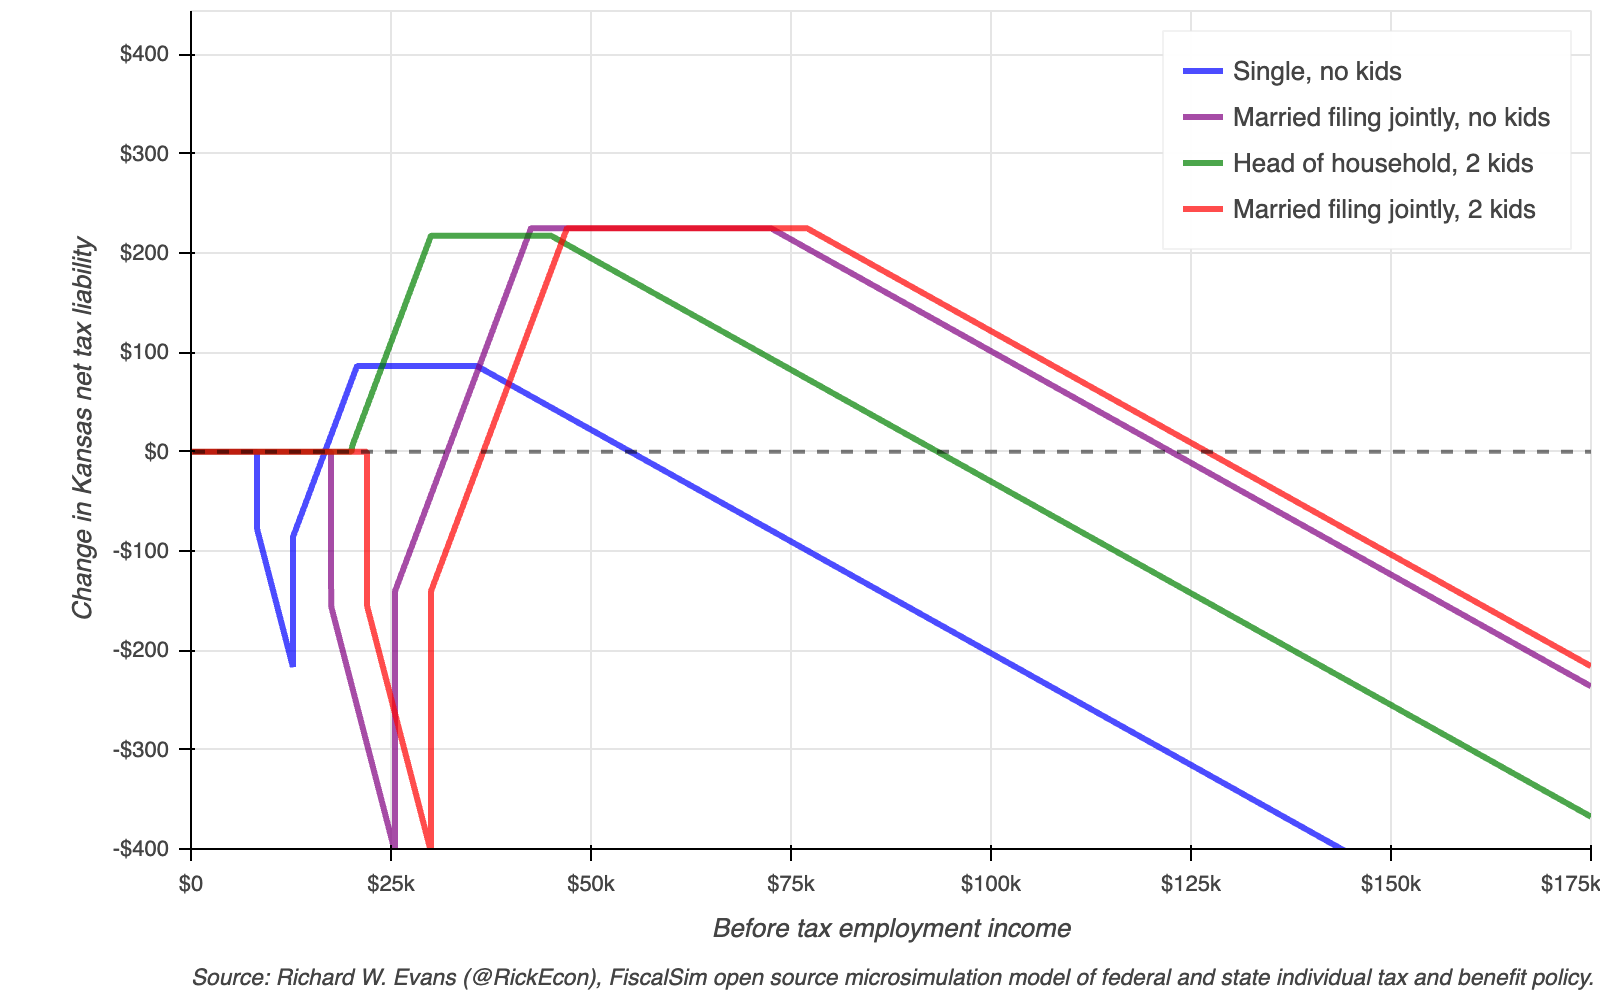 $400
$300
$200
$100
$0
-$100
-$200
-$300
-$400
Change in Kansas net tax liability
Single, no kids
Married filing jointly, no kids
Head of household, 2 kids
Married filing jointly, 2 kids
$0 $25k $50k $75k $100k $125k $150k $175k
Before tax employment income
Source: Richard W. Evans (@RickEcon), FiscalSim open source microsimulation model of federal and state individual tax and benefit policy.